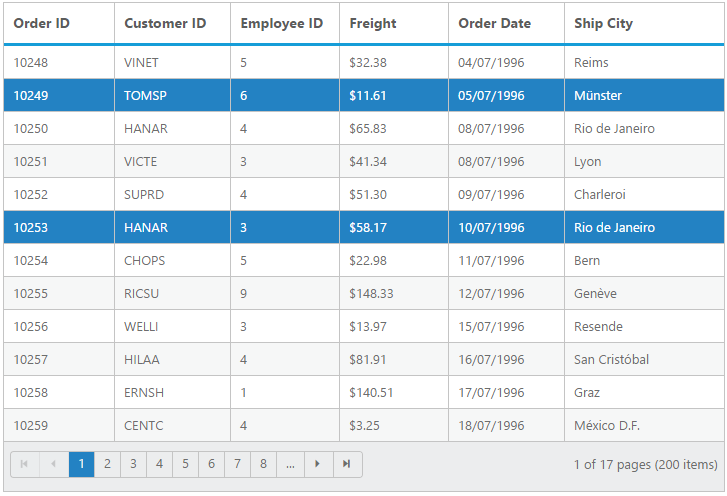 Order ID Customer ID Employee ID Freight Order Date Ship City
10248 VINET 5 $32.38 04/07/1996 Reims
10249 TOMSP 6 $11.61 05/07/1996 Münster
10250 HANAR 4 $65.83 08/07/1996 Rio de Janeiro
10251 VICTE 3 $41.34 08/07/1996 Lyon
10252 SUPRD 4 $51.30 09/07/1996 Charleroi
10253 HANAR 3 $58.17 10/07/1996 Rio de Janeiro
10254 CHOPS 5 $22.98 11/07/1996 Bern
10255 RICSU 9 $148.33 12/07/1996 Genève
10256 WELLI 3 $13.97 15/07/1996 Resende
10257 HILAA 4 $81.91 16/07/1996 San Cristóbal
10258 ERNSH 1 $140.51 17/07/1996 Graz
10259 CENTC 4 $3.25 18/07/1996 México D.F.
1 2 3 4 5 6 7 8 ... 1 of 17 pages (200 items)